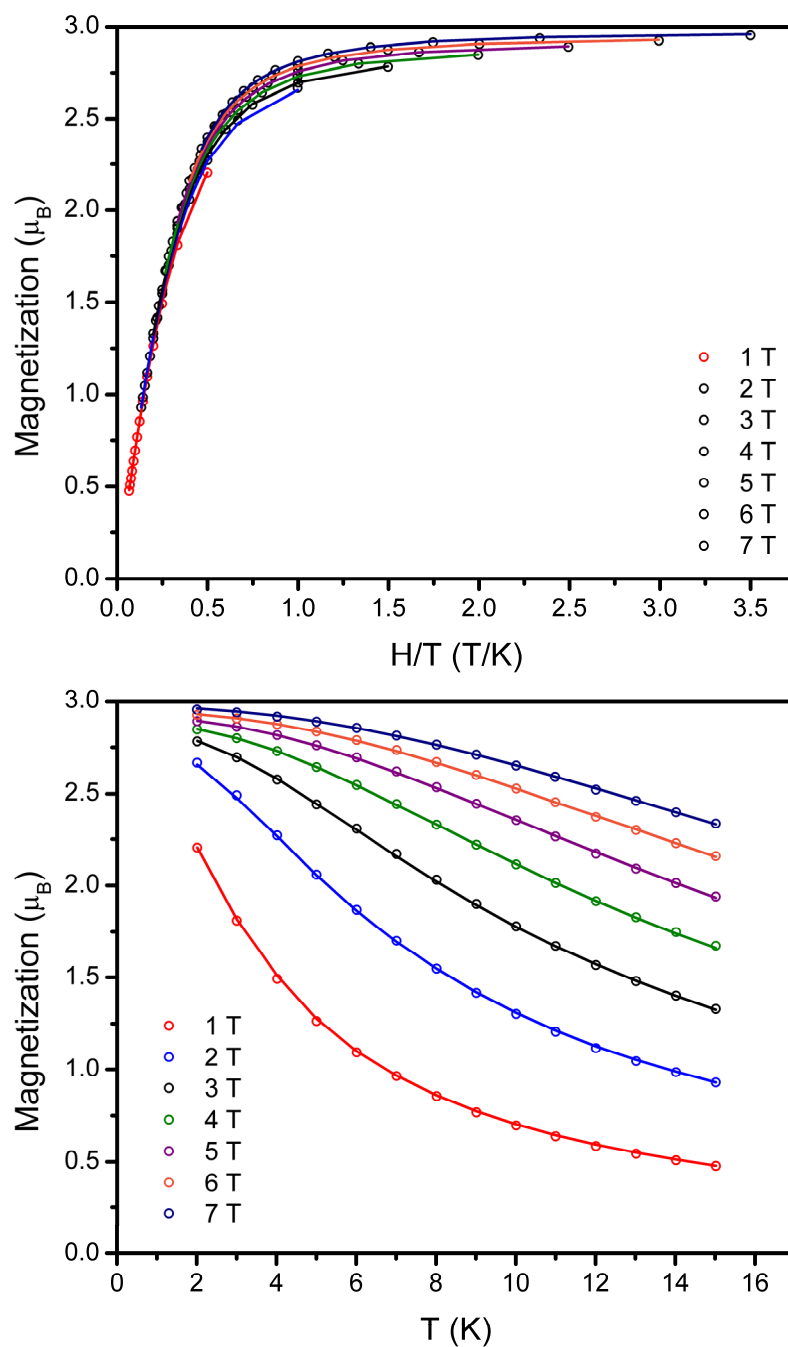 3.0
2.5
2.0
1.5
1.0
0.5
0.0
Magnetization (μB)
1 T
2 T
3 T
4 T
5 T
6 T
7 T
0.0 0.5 1.0 1.5 2.0 2.5 3.0 3.5
H/T (T/K)
3.0
2.5
2.0
1.5
1.0
0.5
0.0
Magnetization (μB)
1 T
2 T
3 T
4 T
5 T
6 T
7 T
0 2 4 6 8 10 12 14 16
T (K)